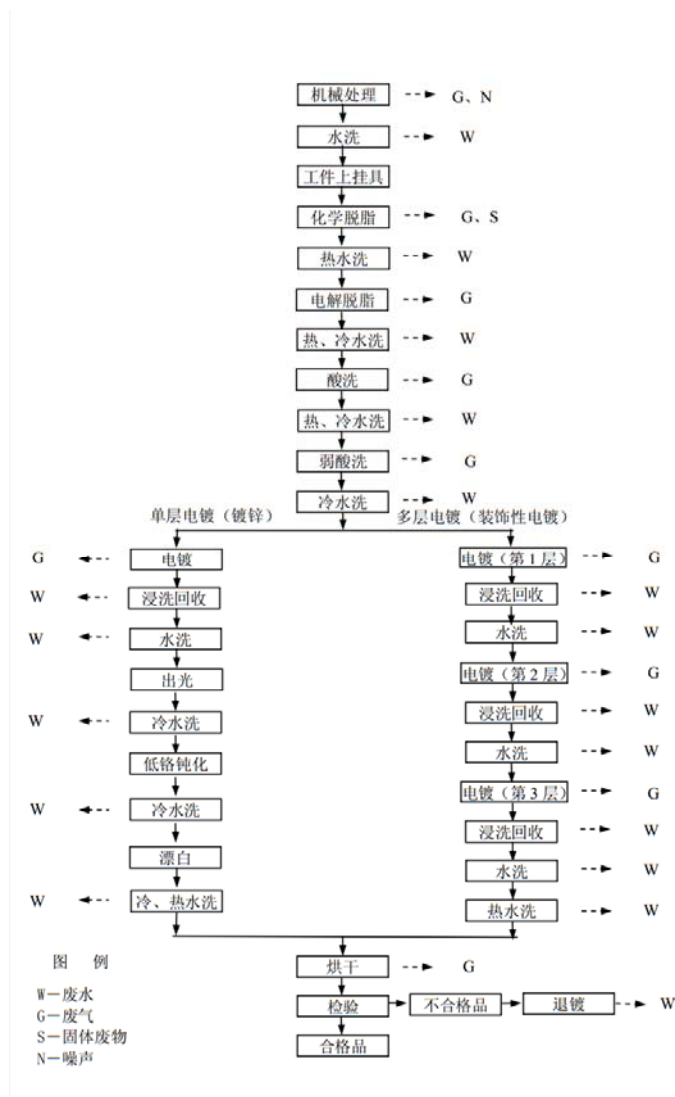 机械处理 G、N
水洗 W
工件上挂具
化学脱脂 G、S
热水洗 W
电解脱脂 G
热、冷水洗 W
酸洗 G
热、冷水洗 W
弱酸洗 G
冷水洗 W
单层电镀（镀锌） 多层电镀（装饰性电镀）
G 电镀 电镀（第1层） G
W 浸洗回收 浸洗回收 W
W 水洗 水洗 W
出光 电镀（第2层） G
W 冷水洗 浸洗回收 W
低铬钝化 水洗 W
W 冷水洗 电镀（第3层） G
漂白 浸洗回收 W
水洗 W
W 冷、热水洗 热水洗 W
图 例
烘干 G
W—废水
G—废气
S—固体废物
N—噪声
检验 不合格品 退镀 W
合格品